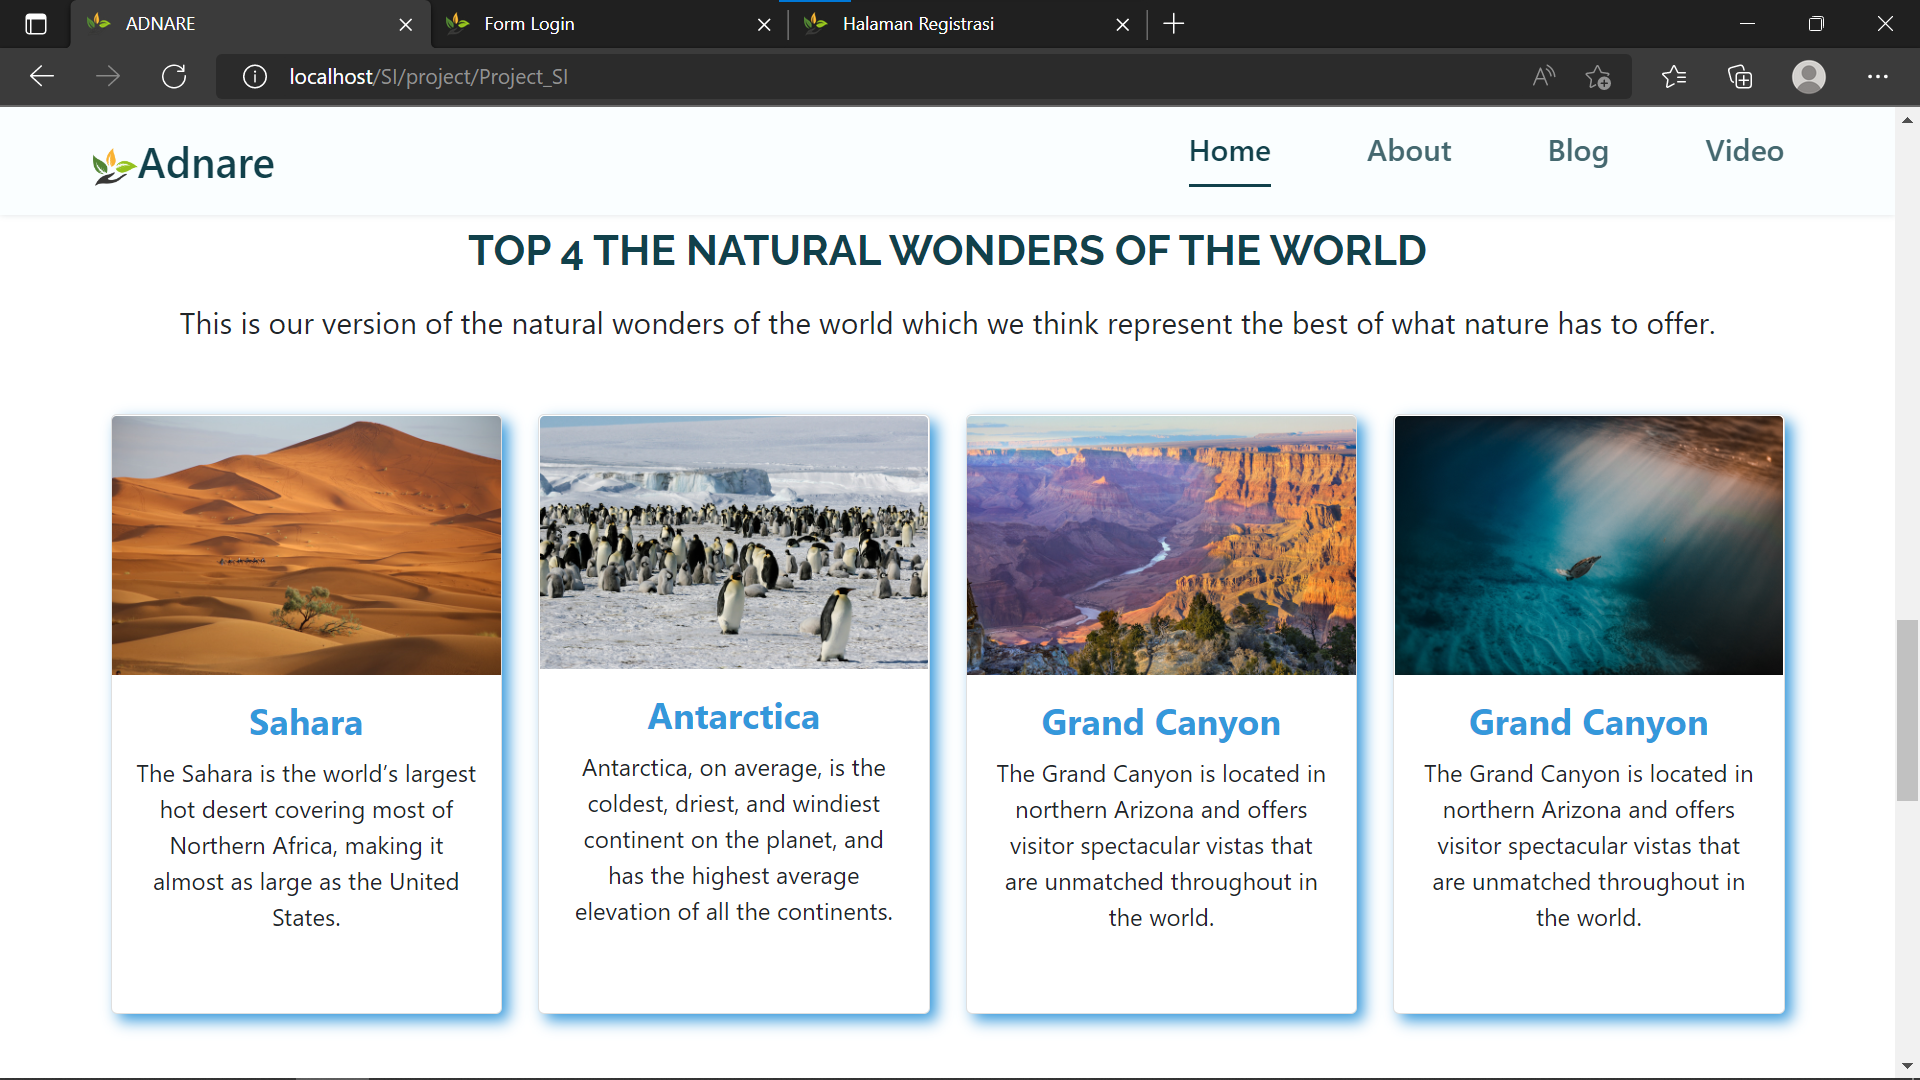 ADNARE
Form Login
Halaman Registrasi
localhost/SI/project/Project_SI
Adnare
Home
About
Blog
Video
TOP 4 THE NATURAL WONDERS OF THE WORLD
This is our version of the natural wonders of the world which we think represent the best of what nature has to offer.
Sahara
The Sahara is the world’s largest
hot desert covering most of
Northern Africa, making it
almost as large as the United
States.
Antarctica
Antarctica, on average, is the
coldest, driest, and windiest
continent on the planet, and
has the highest average
elevation of all the continents.
Grand Canyon
The Grand Canyon is located in
northern Arizona and offers
visitor spectacular vistas that
are unmatched throughout in
the world.
Grand Canyon
The Grand Canyon is located in
northern Arizona and offers
visitor spectacular vistas that
are unmatched throughout in
the world.